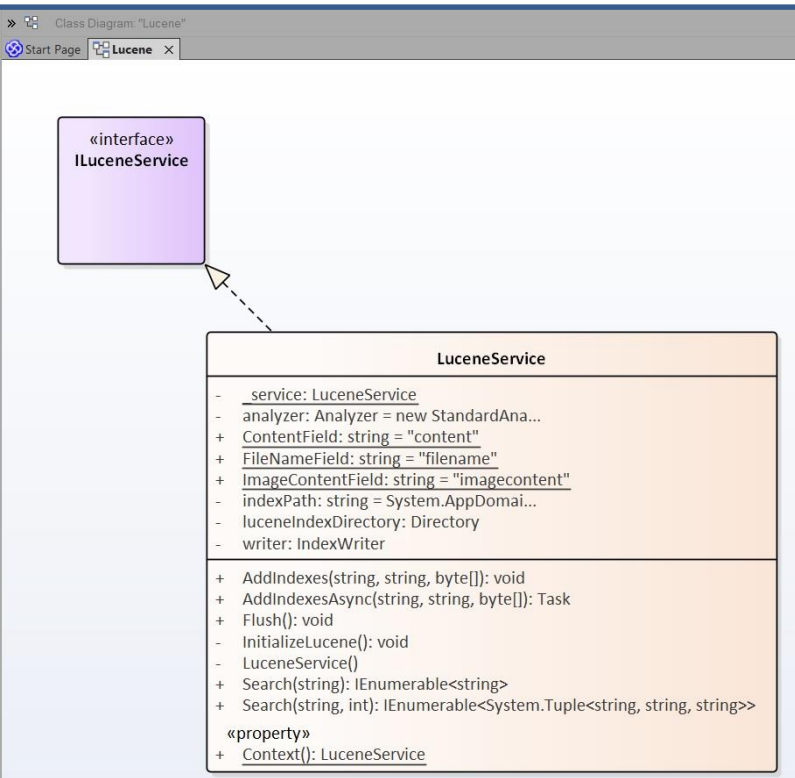 Class Diagram: "Lucene"
Start Page Lucene ×
«interface»
ILuceneService
LuceneService
- _service: LuceneService
- analyzer: Analyzer = new StandardAna...
+ ContentField: string = "content"
+ FileNameField: string = "filename"
+ ImageContentField: string = "imagecontent"
- indexPath: string = System.AppDomai...
- luceneIndexDirectory: Directory
- writer: IndexWriter
+ AddIndexes(string, string, byte[]): void
+ AddIndexesAsync(string, string, byte[]): Task
+ Flush(): void
- InitializeLucene(): void
- LuceneService()
+ Search(string): IEnumerable<string>
+ Search(string, int): IEnumerable<System.Tuple<string, string, string>>
«property»
+ Context(): LuceneService